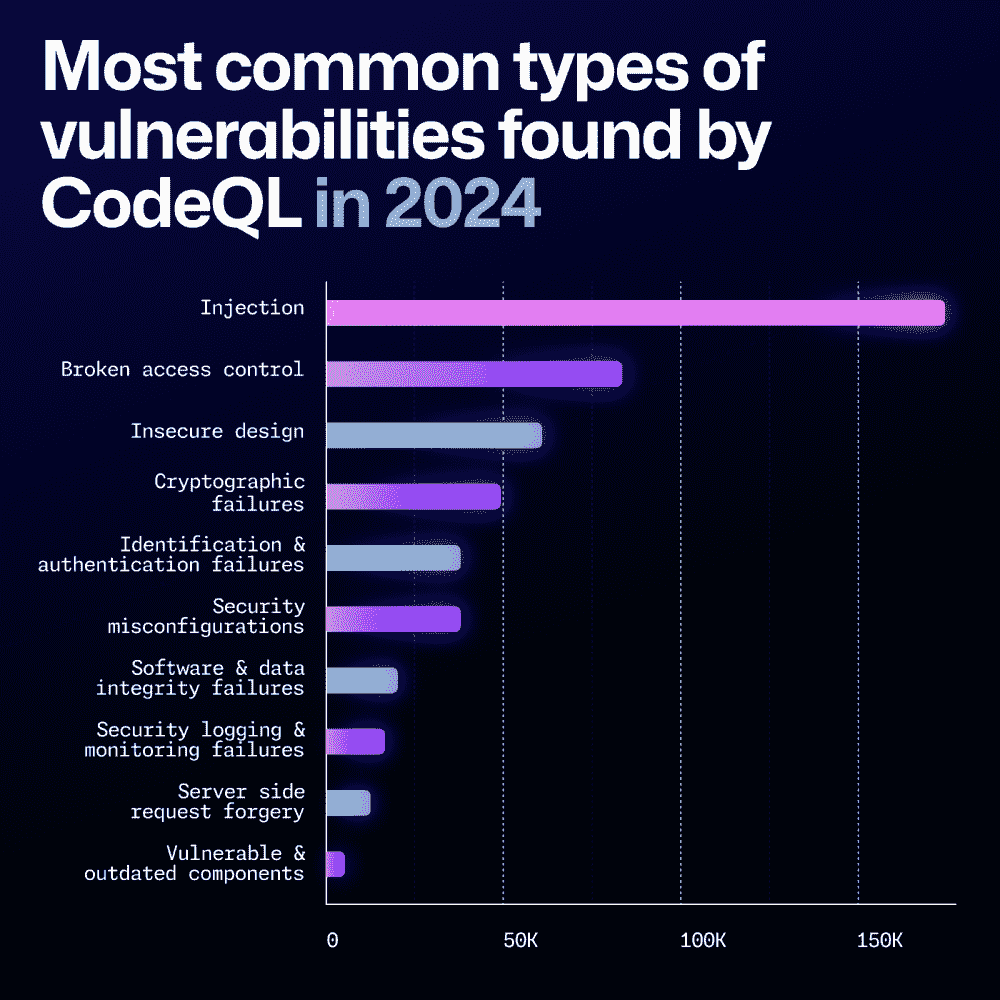 Most common types of
vulnerabilities found by
CodeQL in 2024
Injection
Broken access control
Insecure design
Cryptographic
failures
Identification &
authentication failures
Security
misconfigurations
Software & data
integrity failures
Security logging &
monitoring failures
Server side
request forgery
Vulnerable &
outdated components
0 50K 100K 150K